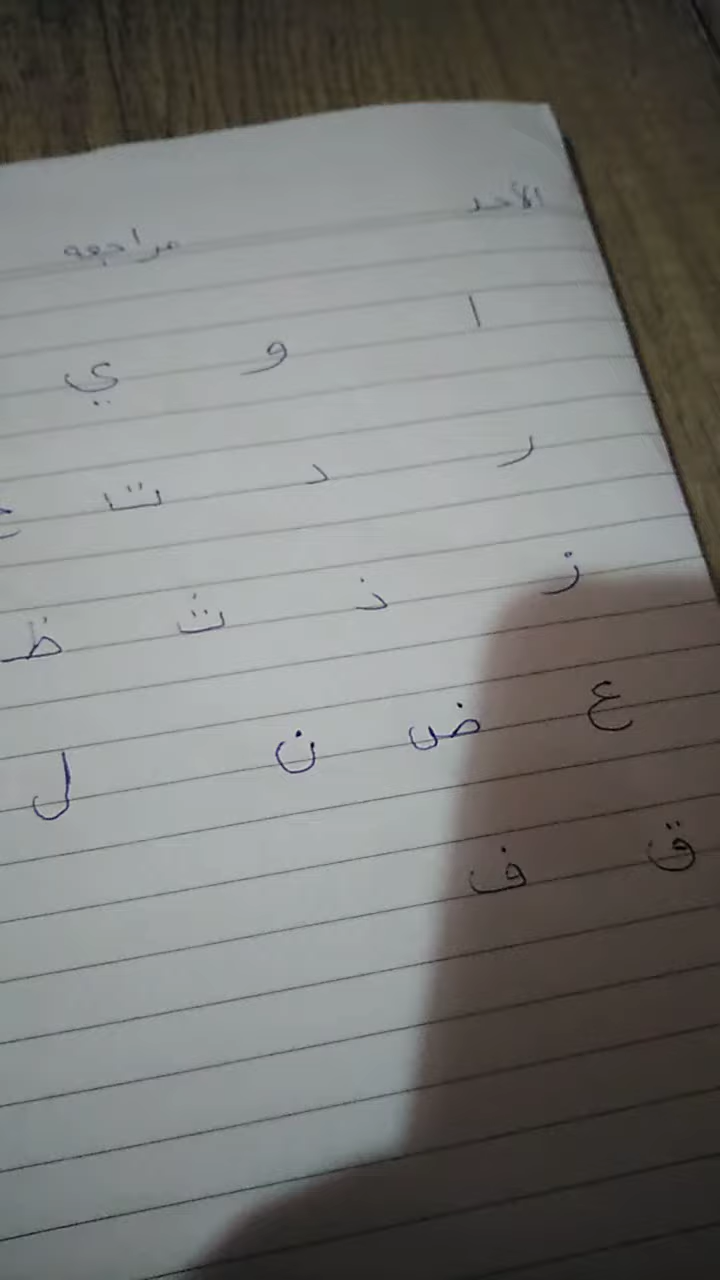 الأحد مراجعه
ا و ي
ر د ت
ز ذ ث ظ
ع ض ن ل
ق ف